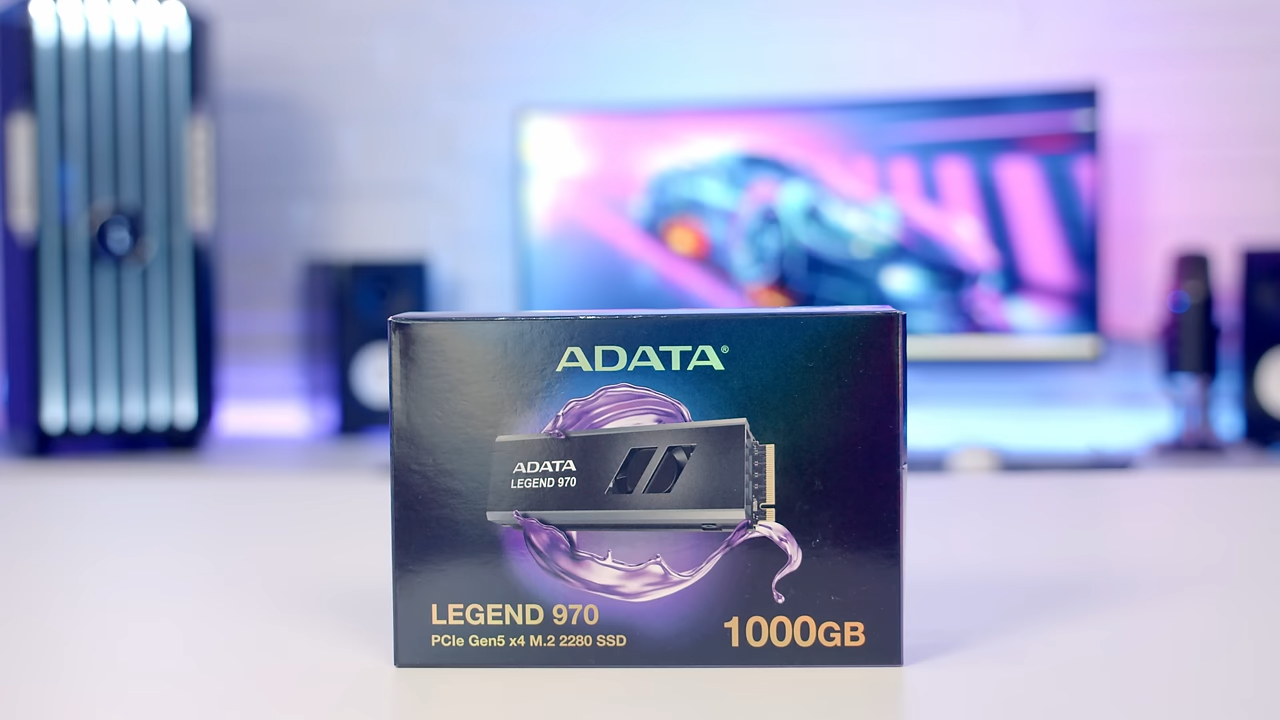 ADATA®
ADATA
LEGEND 970
LEGEND 970
PCIe Gen5 x4 M.2 2280 SSD
1000GB